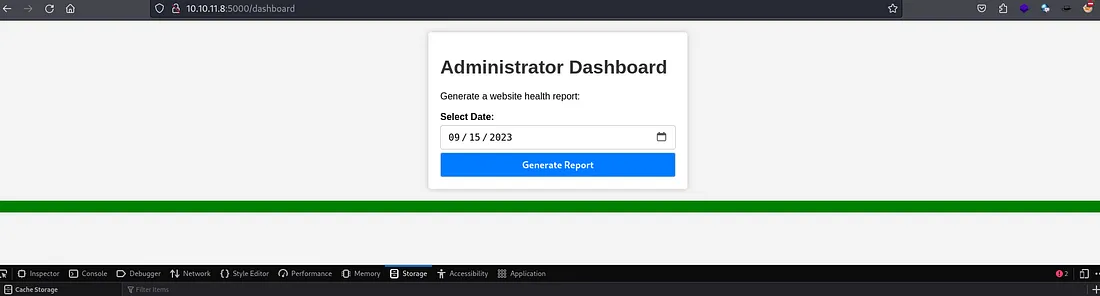 10.10.11.8:5000/dashboard
Administrator Dashboard
Generate a website health report:
Select Date:
09/15/2023
Generate Report
Inspector Console Debugger Network Style Editor Performance Memory Storage Accessibility Application 2
Cache Storage Filter Items